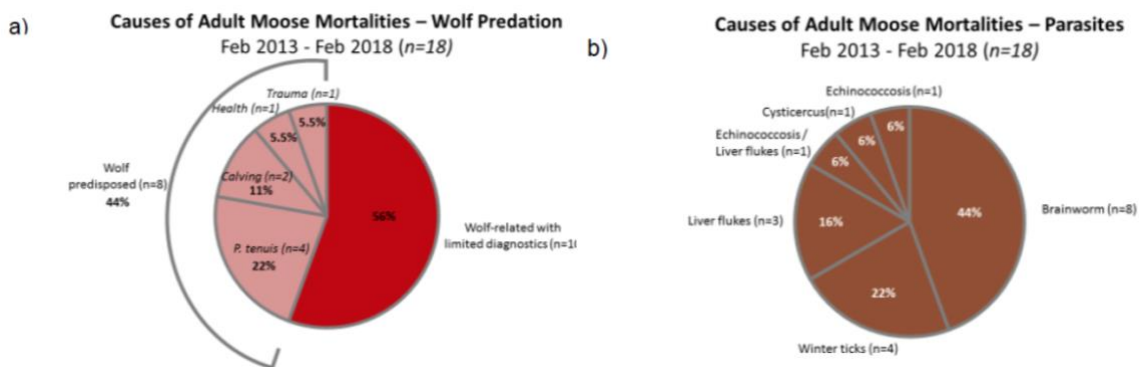 a)
Causes of Adult Moose Mortalities – Wolf Predation
Feb 2013 - Feb 2018 (n=18)
Trauma (n=1)
Health (n=1)
5.5%
5.5%
Wolf
predisposed (n=8)
44%
Calving (n=2)
11%
56%
Wolf-related with
limited diagnostics (n=10
P. tenuis (n=4)
22%
b)
Causes of Adult Moose Mortalities – Parasites
Feb 2013 - Feb 2018 (n=18)
Echinococcosis (n=1)
Cysticercus(n=1)
Echinococcosis /
Liver flukes (n=1)
6%
6%
6%
Liver flukes (n=3)
16%
44%
Brainworm (n=8)
22%
Winter ticks (n=4)